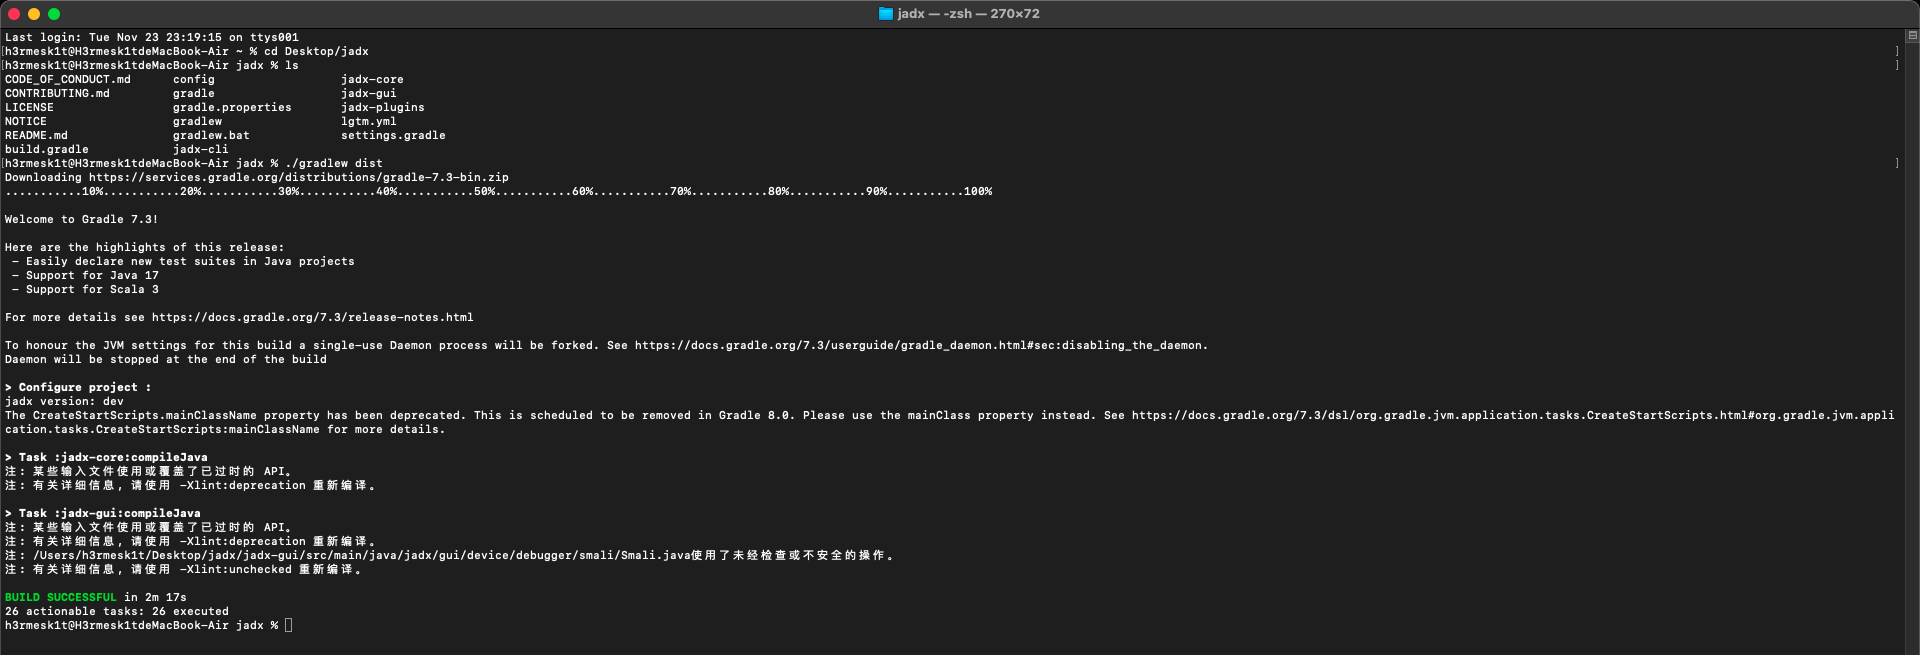 jadx — -zsh — 270×72
Last login: Tue Nov 23 23:19:15 on ttys001
[h3rmesk1t@H3rmesk1tdeMacBook-Air ~ % cd Desktop/jadx ]
[h3rmesk1t@H3rmesk1tdeMacBook-Air jadx % ls ]
CODE_OF_CONDUCT.md config jadx-core
CONTRIBUTING.md gradle jadx-gui
LICENSE gradle.properties jadx-plugins
NOTICE gradlew lgtm.yml
README.md gradlew.bat settings.gradle
build.gradle jadx-cli
[h3rmesk1t@H3rmesk1tdeMacBook-Air jadx % ./gradlew dist ]
Downloading https://services.gradle.org/distributions/gradle-7.3-bin.zip
...........10%...........20%...........30%...........40%...........50%...........60%...........70%...........80%...........90%...........100%
Welcome to Gradle 7.3!
Here are the highlights of this release:
- Easily declare new test suites in Java projects
- Support for Java 17
- Support for Scala 3
For more details see https://docs.gradle.org/7.3/release-notes.html
To honour the JVM settings for this build a single-use Daemon process will be forked. See https://docs.gradle.org/7.3/userguide/gradle_daemon.html#sec:disabling_the_daemon.
Daemon will be stopped at the end of the build
> Configure project :
jadx version: dev
The CreateStartScripts.mainClassName property has been deprecated. This is scheduled to be removed in Gradle 8.0. Please use the mainClass property instead. See https://docs.gradle.org/7.3/dsl/org.gradle.jvm.application.tasks.CreateStartScripts.html#org.gradle.jvm.appli
cation.tasks.CreateStartScripts:mainClassName for more details.
> Task :jadx-core:compileJava
注: 某些输入文件使用或覆盖了已过时的 API。
注: 有关详细信息, 请使用 -Xlint:deprecation 重新编译。
> Task :jadx-gui:compileJava
注: 某些输入文件使用或覆盖了已过时的 API。
注: 有关详细信息, 请使用 -Xlint:deprecation 重新编译。
注: /Users/h3rmesk1t/Desktop/jadx/jadx-gui/src/main/java/jadx/gui/device/debugger/smali/Smali.java使用了未经检查或不安全的操作。
注: 有关详细信息, 请使用 -Xlint:unchecked 重新编译。
BUILD SUCCESSFUL in 2m 17s
26 actionable tasks: 26 executed
h3rmesk1t@H3rmesk1tdeMacBook-Air jadx %